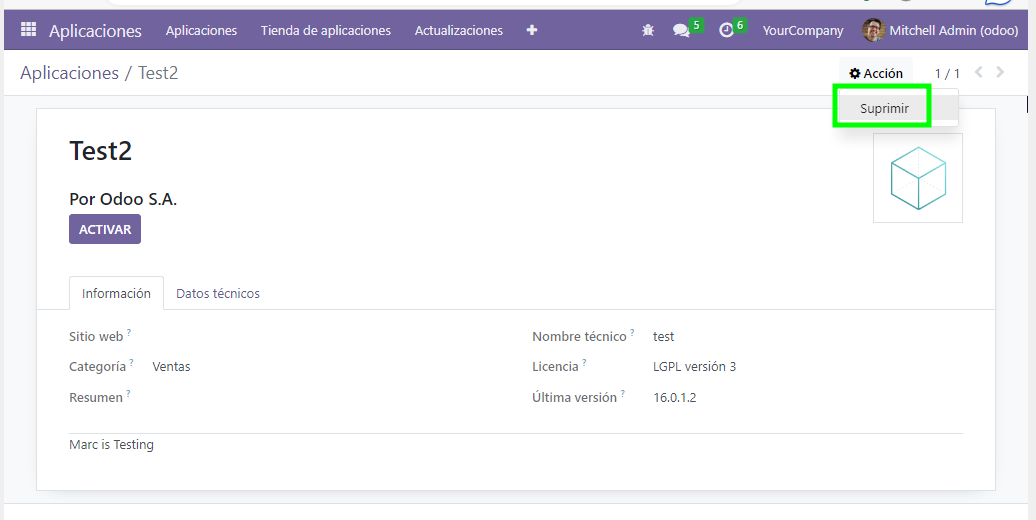 Aplicaciones Aplicaciones Tienda de aplicaciones Actualizaciones 5 6 YourCompany Mitchell Admin (odoo)
Aplicaciones / Test2 Acción 1 / 1
Suprimir
Test2
Por Odoo S.A.
ACTIVAR
Información Datos técnicos
Sitio web ? Nombre técnico ? test
Categoría ? Ventas Licencia ? LGPL versión 3
Resumen ? Última versión ? 16.0.1.2
Marc is Testing